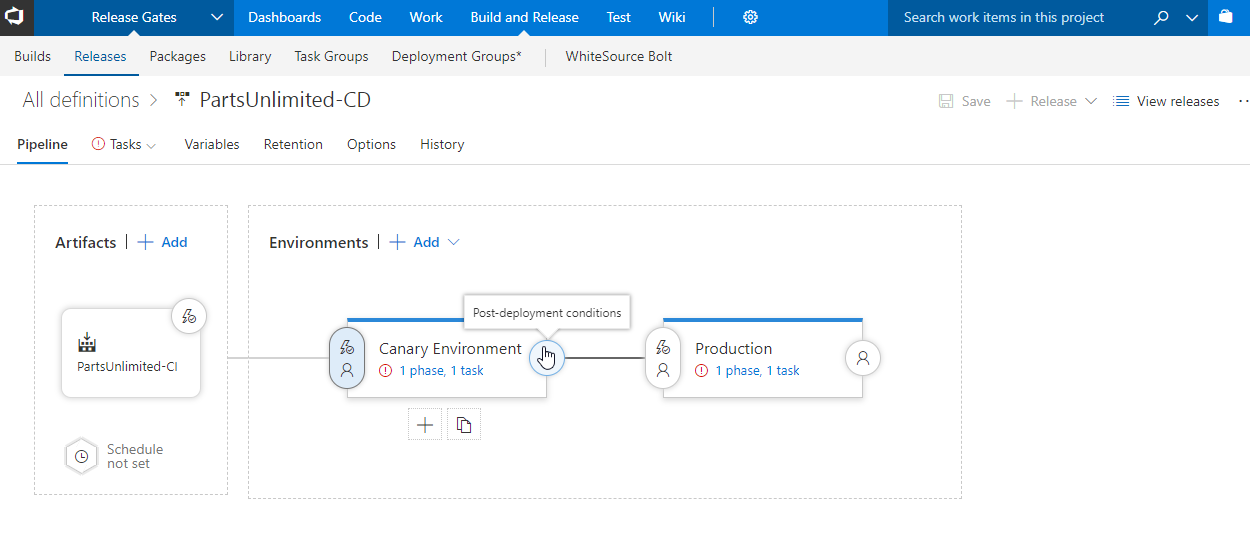 Release Gates Dashboards Code Work Build and Release Test Wiki Search work items in this project
Builds Releases Packages Library Task Groups Deployment Groups* WhiteSource Bolt
All definitions > PartsUnlimited-CD Save Release View releases ..
Pipeline Tasks Variables Retention Options History
Artifacts | + Add
Environments | + Add
Post-deployment conditions
PartsUnlimited-CI
Canary Environment
1 phase, 1 task
Production
1 phase, 1 task
Schedule
not set